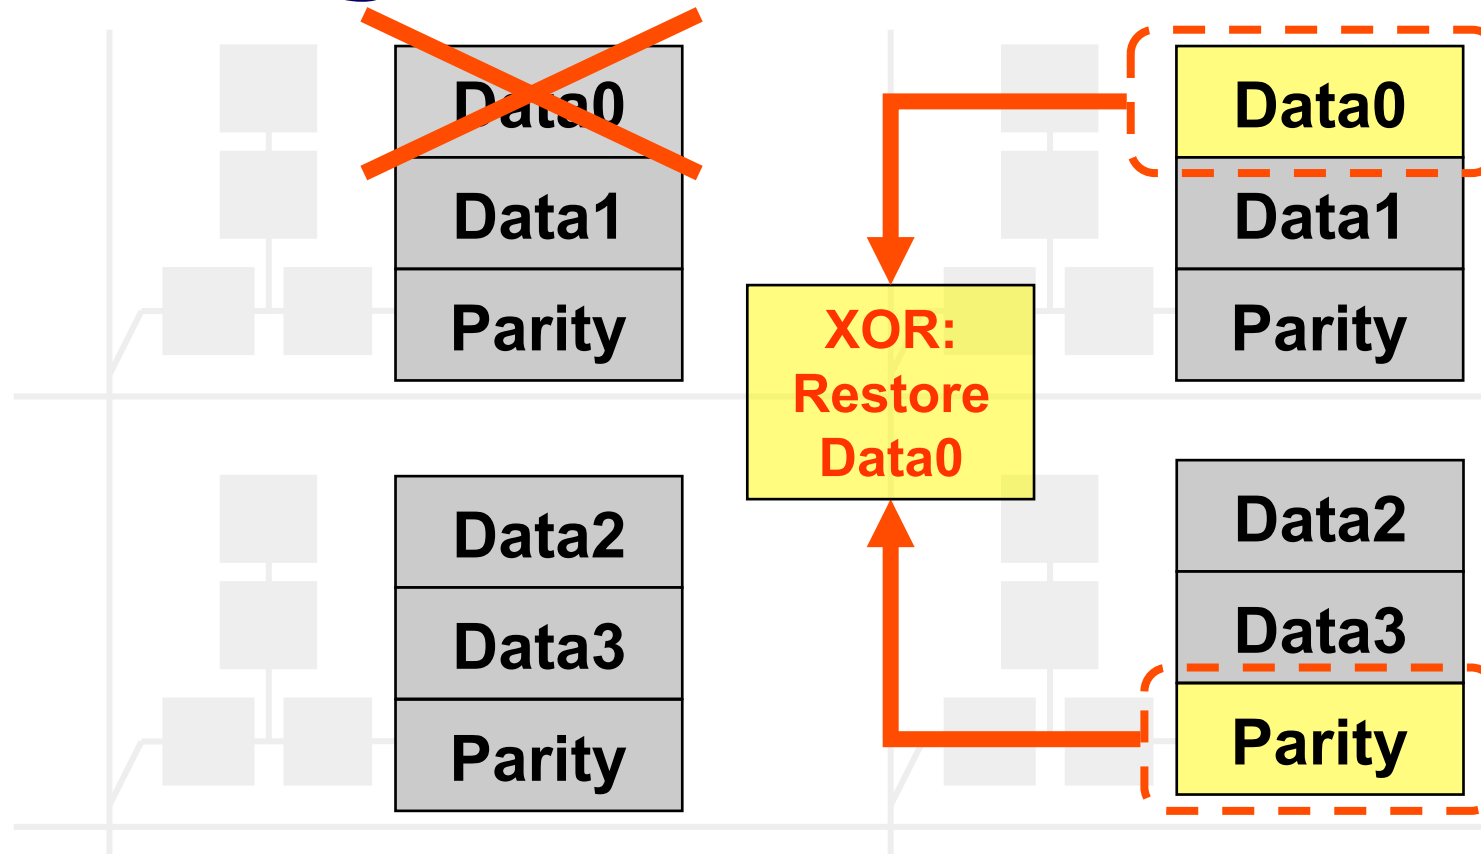 Data0
Data1
Parity
Data2
Data3
Parity
XOR:
Restore
Data0
Data0
Data1
Parity
Data2
Data3
Parity